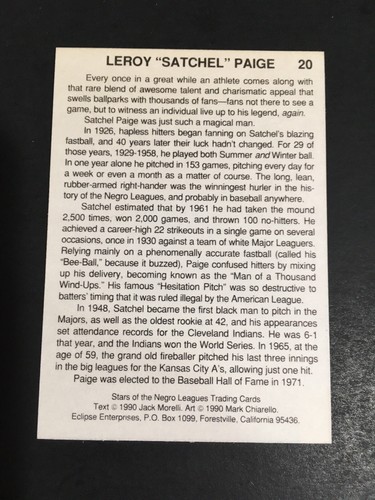 LEROY "SATCHEL" PAIGE 20
Every once in a great while an athlete comes along with
that rare blend of awesome talent and charismatic appeal that
swells ballparks with thousands of fans—fans not there to see a
game, but to witness an individual live up to his legend, again.
Satchel Paige was just such a magical man.
In 1926, hapless hitters began fanning on Satchel's blazing
fastball, and 40 years later their luck hadn't changed. For 29 of
those years, 1929-1958, he played both Summer and Winter ball.
In one year alone he pitched in 153 games, pitching every day for
a week or even a month as a matter of course. The long, lean,
rubber-armed right-hander was the winningest hurler in the his-
tory of the Negro Leagues, and probably in baseball anywhere.
Satchel estimated that by 1961 he had taken the mound
2,500 times, won 2,000 games, and thrown 100 no-hitters. He
achieved a career-high 22 strikeouts in a single game on several
occasions, once in 1930 against a team of white Major Leaguers.
Relying mainly on a phenomenally accurate fastball (called his
"Bee-Ball," because it buzzed), Paige confused hitters by mixing
up his delivery, becoming known as the "Man of a Thousand
Wind-Ups." His famous "Hesitation Pitch" was so destructive to
batters' timing that it was ruled illegal by the American League.
In 1948, Satchel became the first black man to pitch in the
Majors, as well as the oldest rookie at 42, and his appearances
set attendance records for the Cleveland Indians. He was 6-1
that year, and the Indians won the World Series. In 1965, at the
age of 59, the grand old fireballer pitched his last three innings
in the big leagues for the Kansas City A's, allowing just one hit.
Paige was elected to the Baseball Hall of Fame in 1971.
Stars of the Negro Leagues Trading Cards
Text © 1990 Jack Morelli. Art © 1990 Mark Chiarello.
Eclipse Enterprises, P.O. Box 1099, Forestville, California 95436.